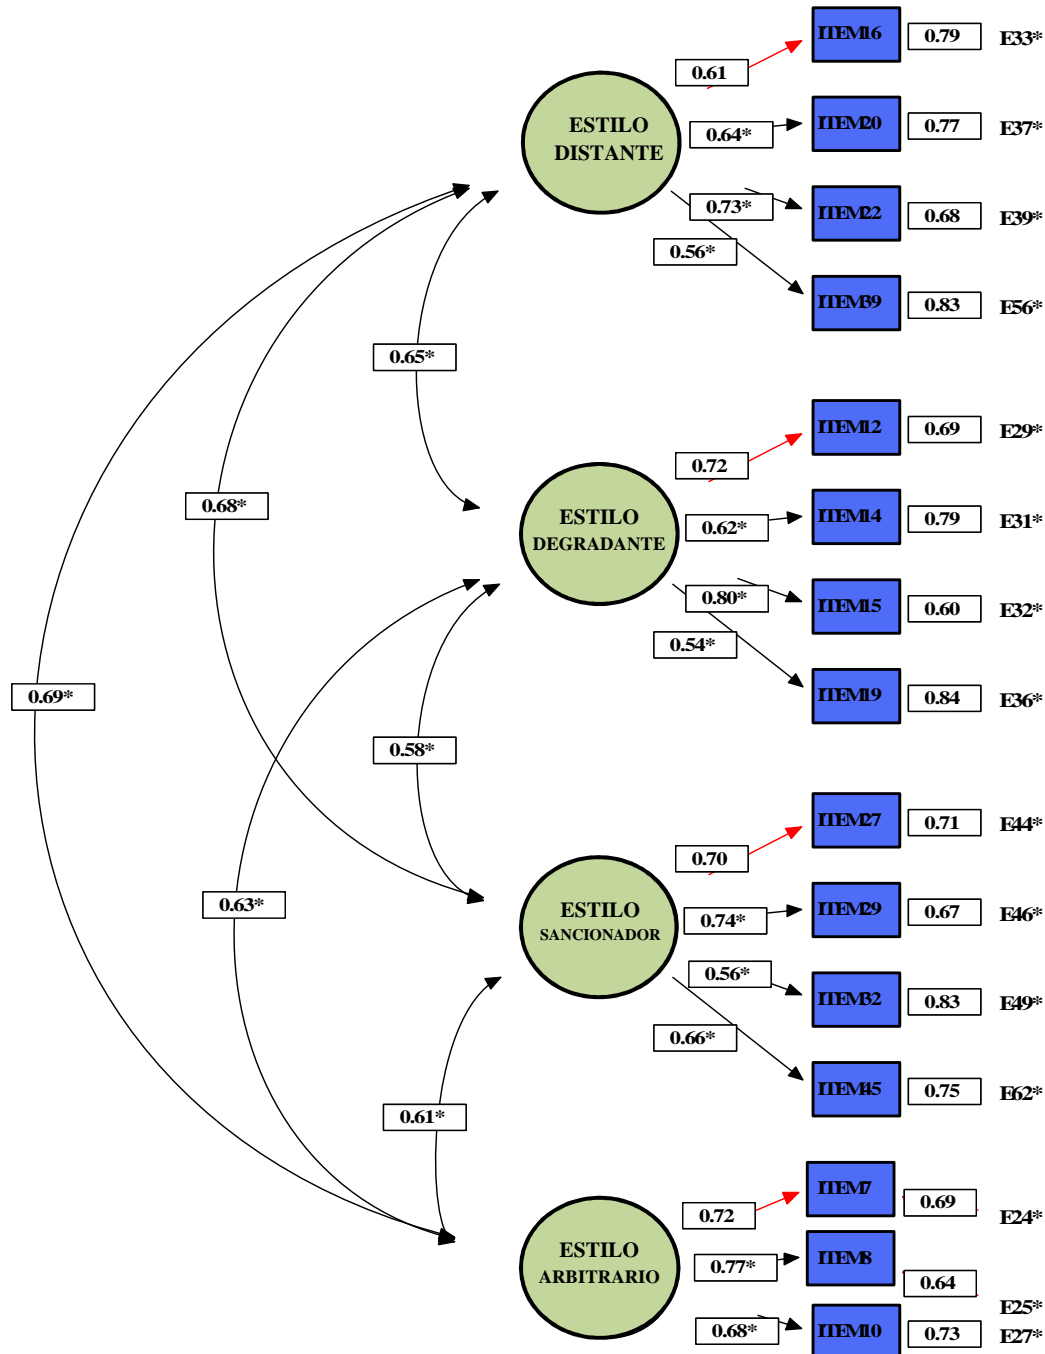 ITEM16 0.79 E33*
0.61
ESTILO
DISTANTE
0.64* ITEM20 0.77 E37*
0.73* ITEM22 0.68 E39*
0.56*
ITEM39 0.83 E56*
0.65*
ITEM12 0.69 E29*
0.72
0.68*
ESTILO
DEGRADANTE
0.62* ITEM14 0.79 E31*
0.80* ITEM15 0.60 E32*
0.54*
0.69*
ITEM19 0.84 E36*
0.58*
ITEM27 0.71 E44*
0.70
0.63*
ESTILO
SANCIONADOR
0.74* ITEM29 0.67 E46*
0.56* ITEM32 0.83 E49*
0.66*
ITEM45 0.75 E62*
0.61*
ITEM7 0.69 E24*
0.72
ESTILO
ARBITRARIO
0.77* ITEM8 0.64 E25*
0.68* ITEM10 0.73 E27*